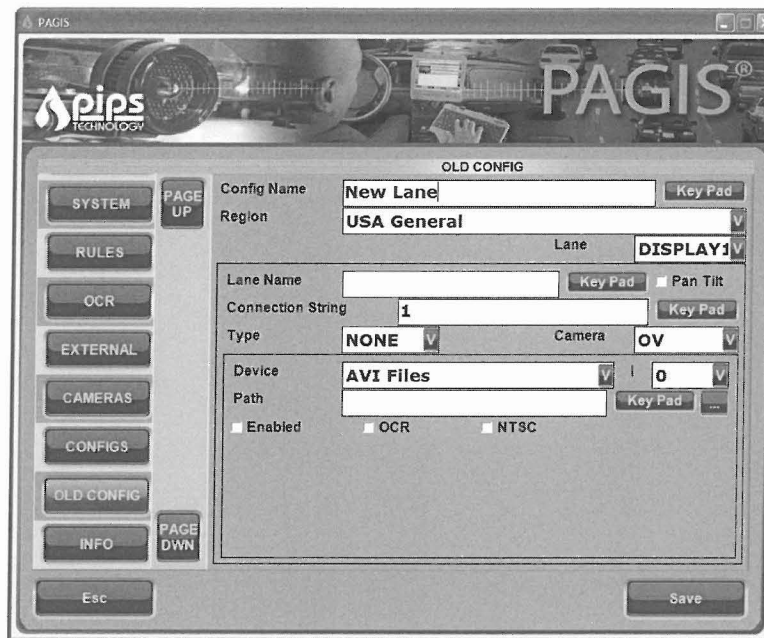 PAGIS
pips
TECHNOLOGY
PAGIS®
OLD CONFIG
SYSTEM
RULES
OCR
EXTERNAL
CAMERAS
CONFIGS
OLD CONFIG
INFO
PAGE UP
PAGE DWN
Config Name New Lane Key Pad
Region USA General V
Lane DISPLAY1 V
Lane Name Key Pad Pan Tilt
Connection String 1 Key Pad
Type NONE V Camera OV V
Device AVI Files V I 0 V
Path Key Pad ...
Enabled OCR NTSC
Esc Save